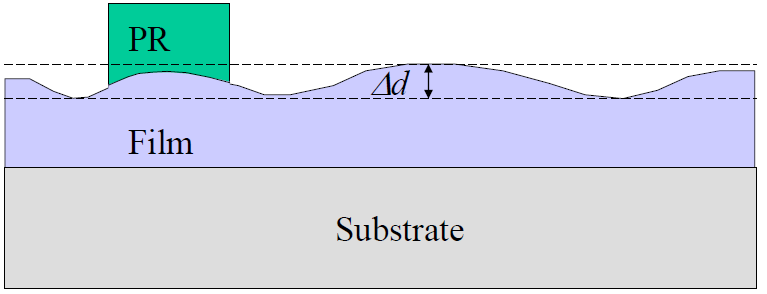 PR
Δd
Film
Substrate